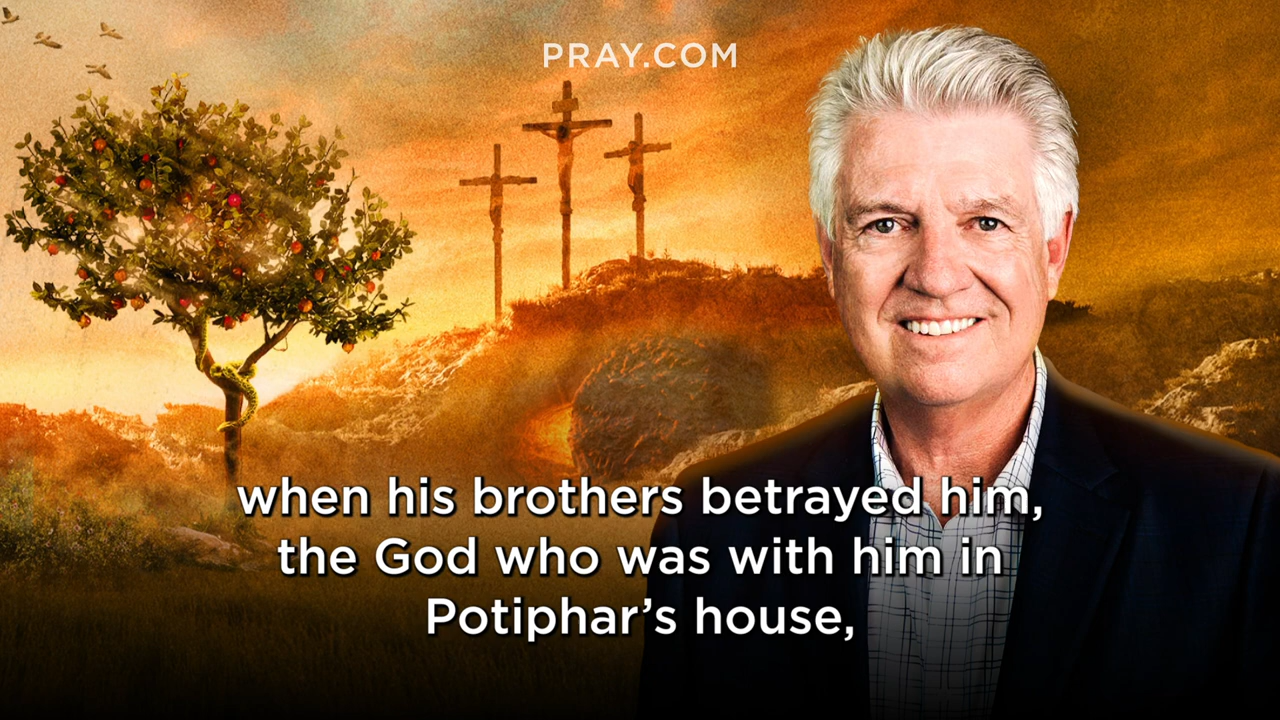 PRAY.COM
when his brothers betrayed him,
the God who was with him in
Potiphar’s house,